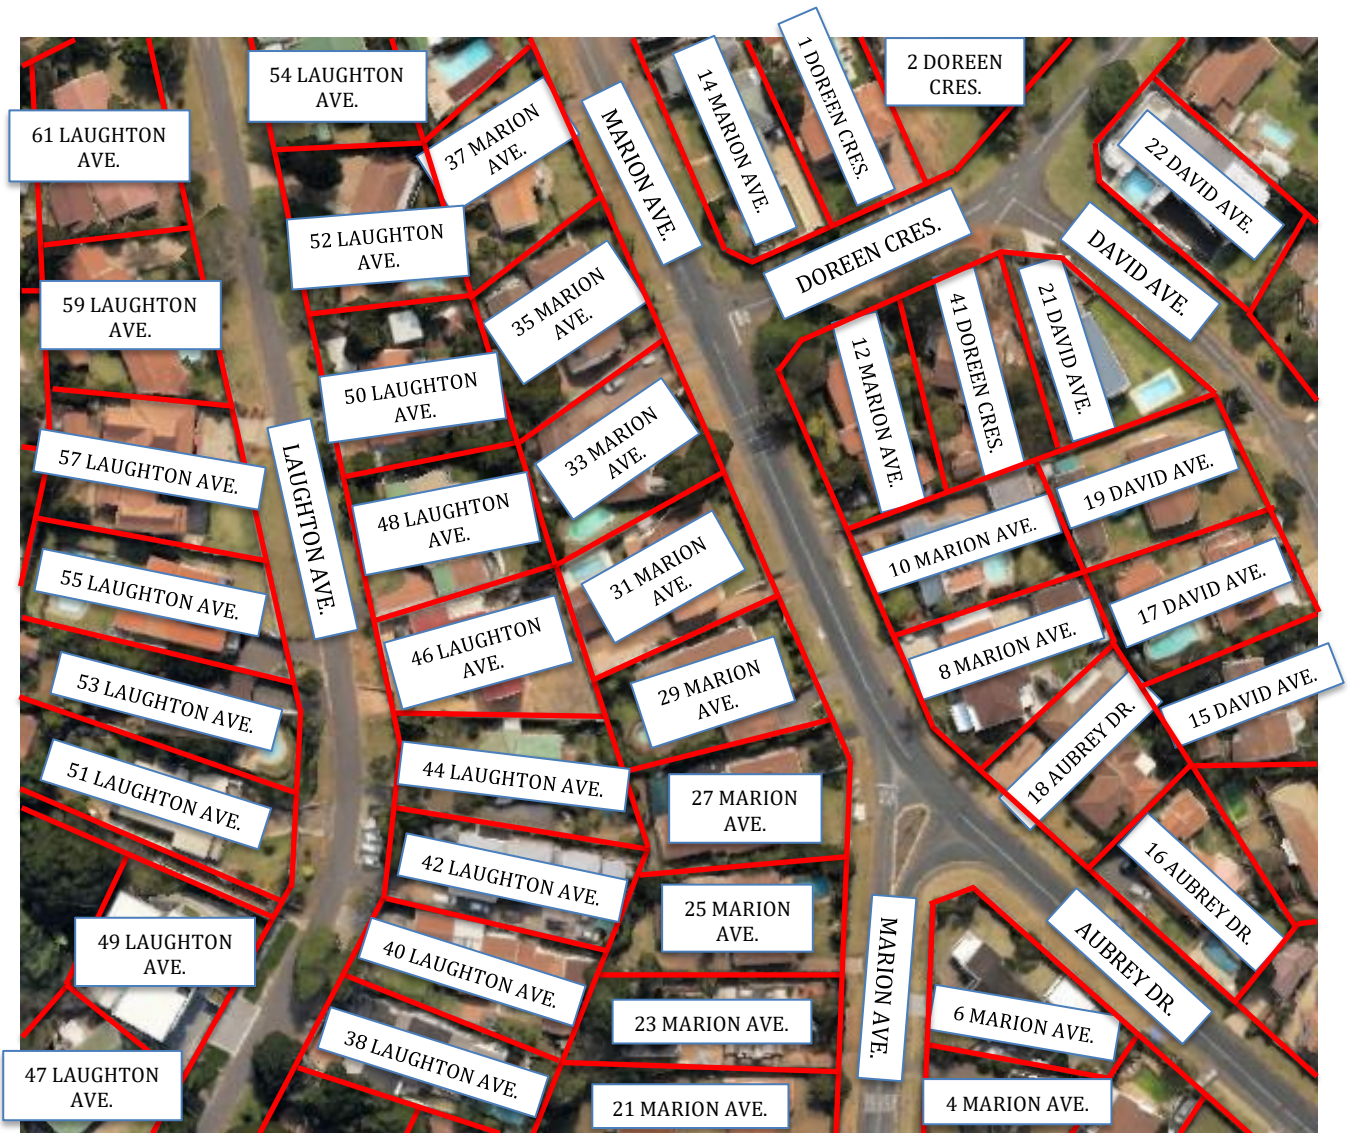 54 LAUGHTON
AVE.
61 LAUGHTON
AVE.
37 MARION
AVE.
MARION AVE.
14 MARION AVE.
1 DOREEN CRES.
2 DOREEN
CRES.
22 DAVID AVE.
52 LAUGHTON
AVE.
DOREEN CRES.
DAVID AVE.
59 LAUGHTON
AVE.
35 MARION
AVE.
12 MARION AVE.
41 DOREEN CRES.
21 DAVID AVE.
50 LAUGHTON
AVE.
33 MARION
AVE.
57 LAUGHTON AVE.
LAUGHTON AVE.
48 LAUGHTON
AVE.
10 MARION AVE.
19 DAVID AVE.
55 LAUGHTON AVE.
31 MARION
AVE.
17 DAVID AVE.
46 LAUGHTON
AVE.
8 MARION AVE.
53 LAUGHTON AVE.
29 MARION
AVE.
15 DAVID AVE.
18 AUBREY DR.
51 LAUGHTON AVE.
44 LAUGHTON AVE.
27 MARION
AVE.
42 LAUGHTON AVE.
16 AUBREY DR.
25 MARION
AVE.
49 LAUGHTON
AVE.
40 LAUGHTON AVE.
MARION AVE.
AUBREY DR.
23 MARION AVE.
6 MARION AVE.
38 LAUGHTON AVE.
47 LAUGHTON
AVE.
21 MARION AVE.
4 MARION AVE.